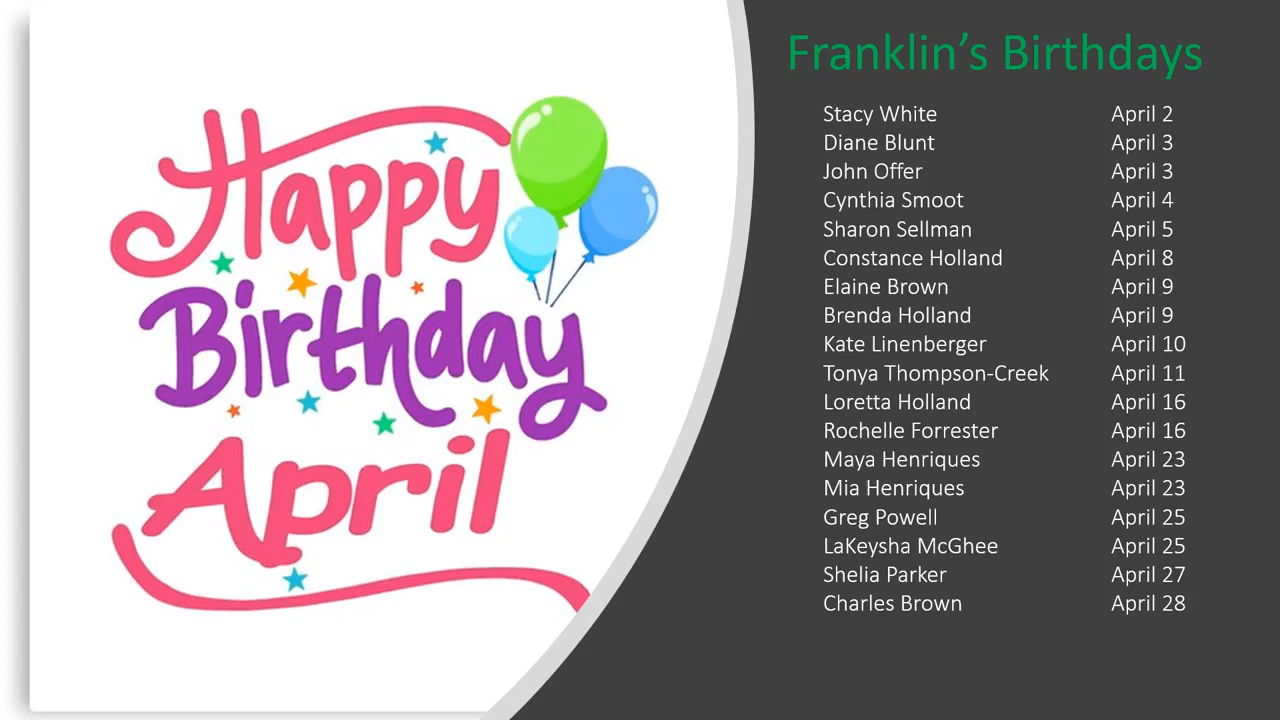 Happy
Birthday
April
Franklin’s Birthdays
Stacy White April 2
Diane Blunt April 3
John Offer April 3
Cynthia Smoot April 4
Sharon Sellman April 5
Constance Holland April 8
Elaine Brown April 9
Brenda Holland April 9
Kate Linenberger April 10
Tonya Thompson-Creek April 11
Loretta Holland April 16
Rochelle Forrester April 16
Maya Henriques April 23
Mia Henriques April 23
Greg Powell April 25
LaKeysha McGhee April 25
Shelia Parker April 27
Charles Brown April 28